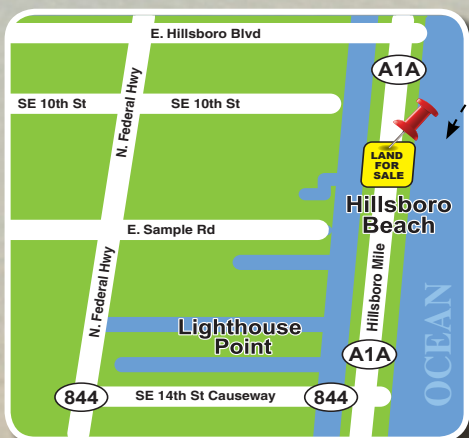 E. Hillsboro Blvd
A1A
SE 10th St
SE 10th St
N. Federal Hwy
LAND
FOR
SALE
Hillsboro
Beach
E. Sample Rd
N. Federal Hwy
Hillsboro Mile
Lighthouse
Point
OCEAN
A1A
844
SE 14th St Causeway
844